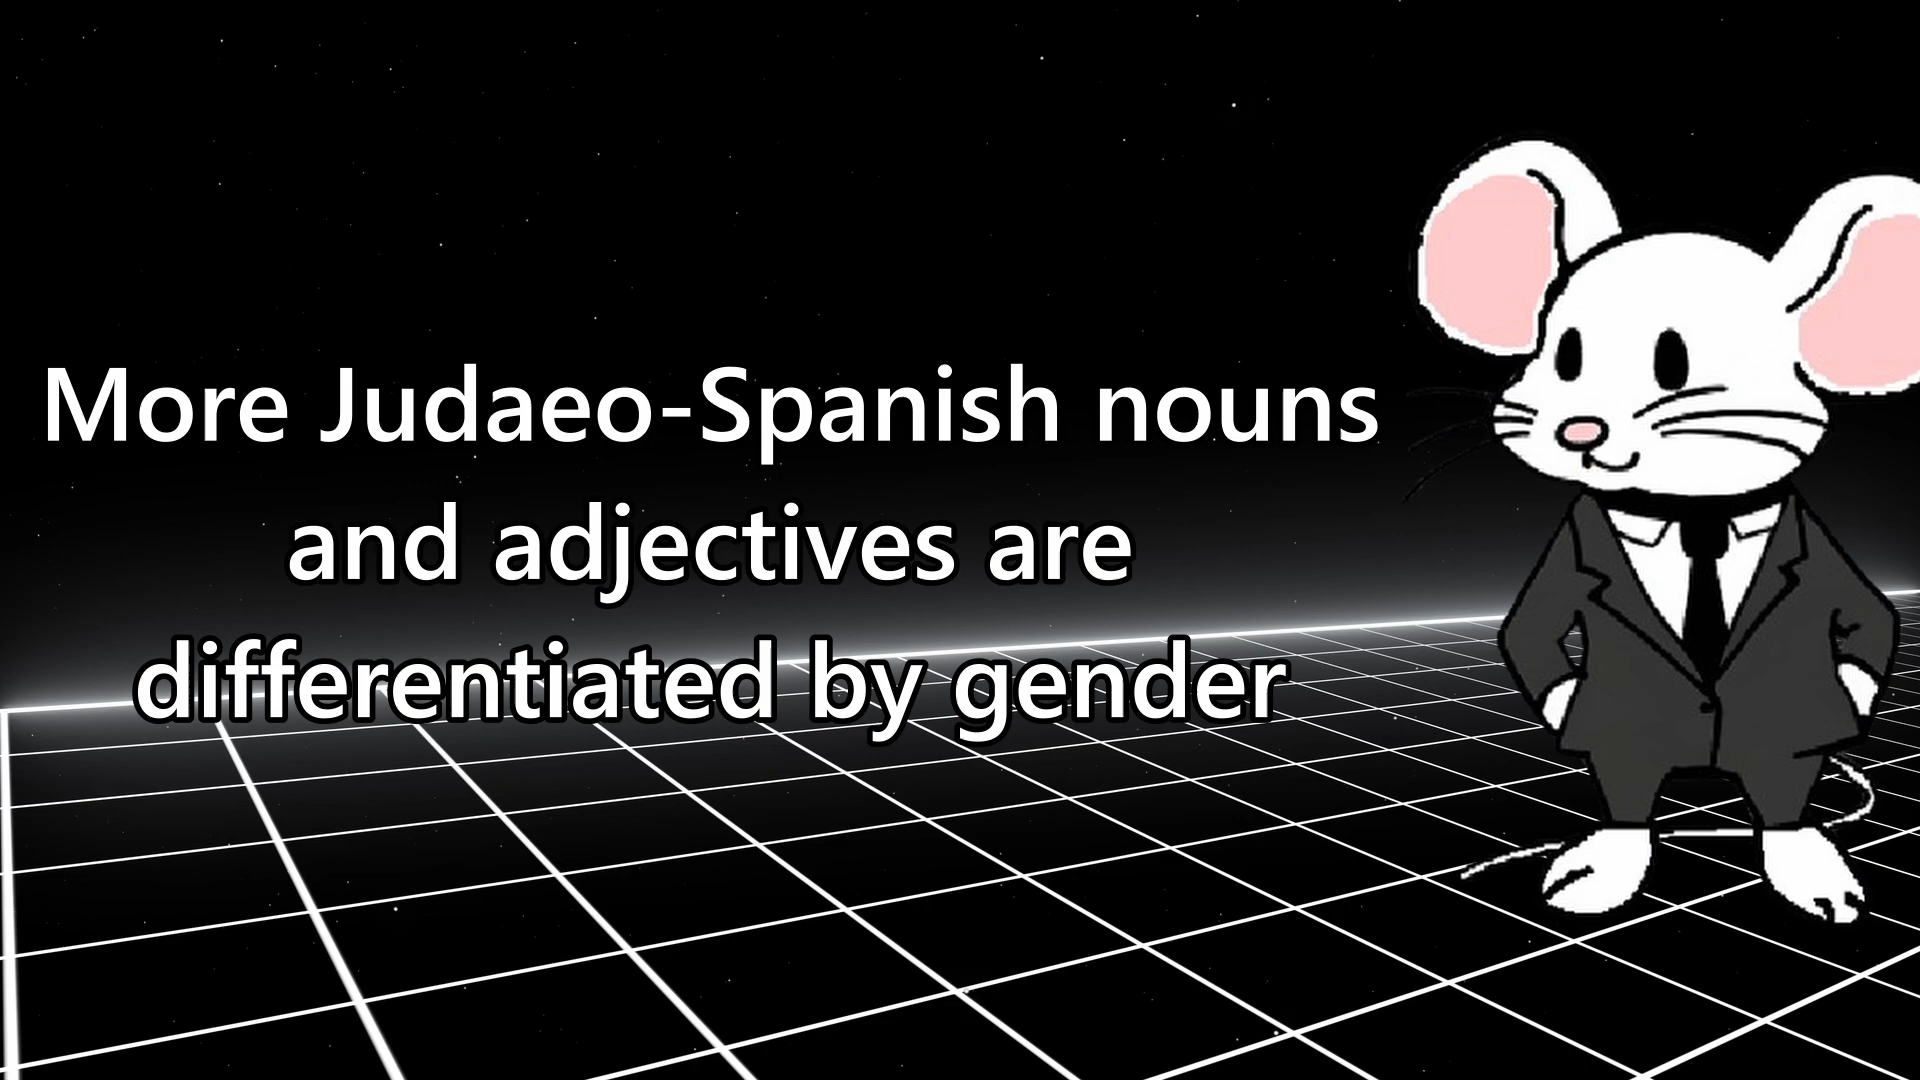 More Judaeo-Spanish nouns
and adjectives are
differentiated by gender